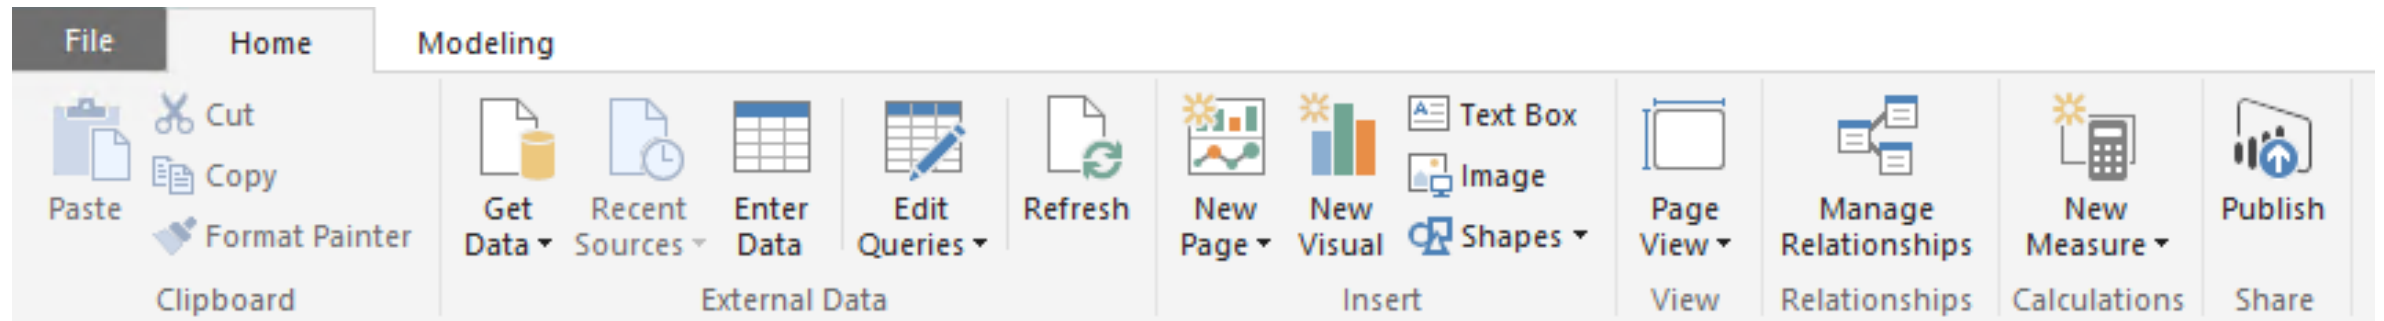 File
Home
Modeling
Paste
Cut
Copy
Format Painter
Clipboard
Get
Data
Recent
Sources
Enter
Data
Edit
Queries
Refresh
External Data
New
Page
New
Visual
Text Box
Image
Shapes
Insert
Page
View
View
Manage
Relationships
Relationships
New
Measure
Calculations
Publish
Share